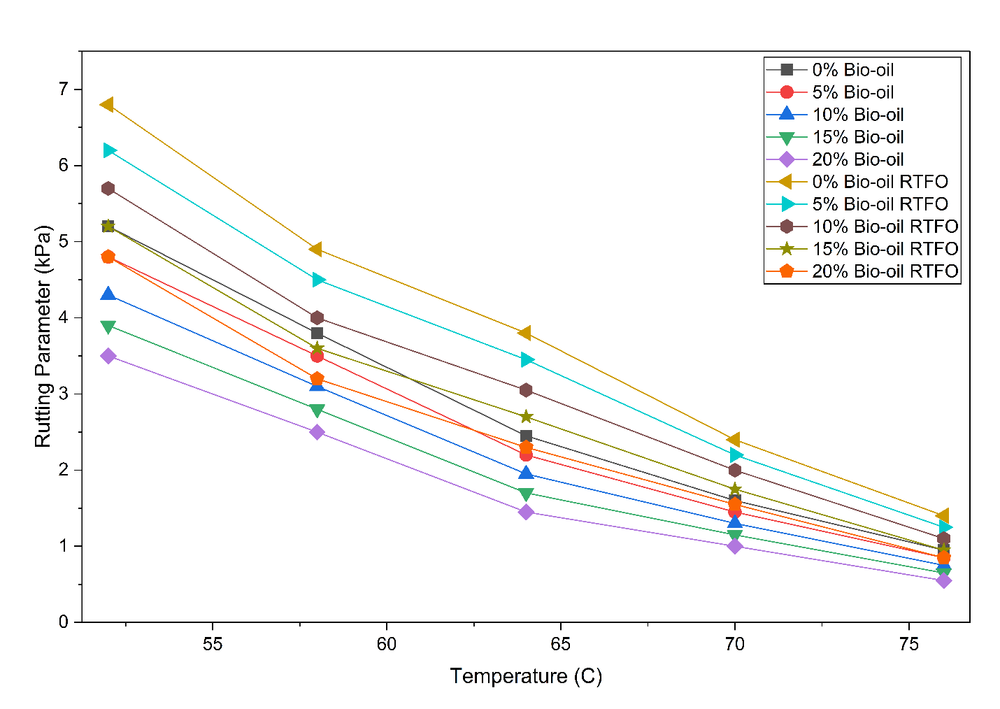 0% Bio-oil
5% Bio-oil
10% Bio-oil
15% Bio-oil
20% Bio-oil
0% Bio-oil RTFO
5% Bio-oil RTFO
10% Bio-oil RTFO
15% Bio-oil RTFO
20% Bio-oil RTFO
Rutting Parameter (kPa)
7
6
5
4
3
2
1
0
55 60 65 70 75
Temperature (C)